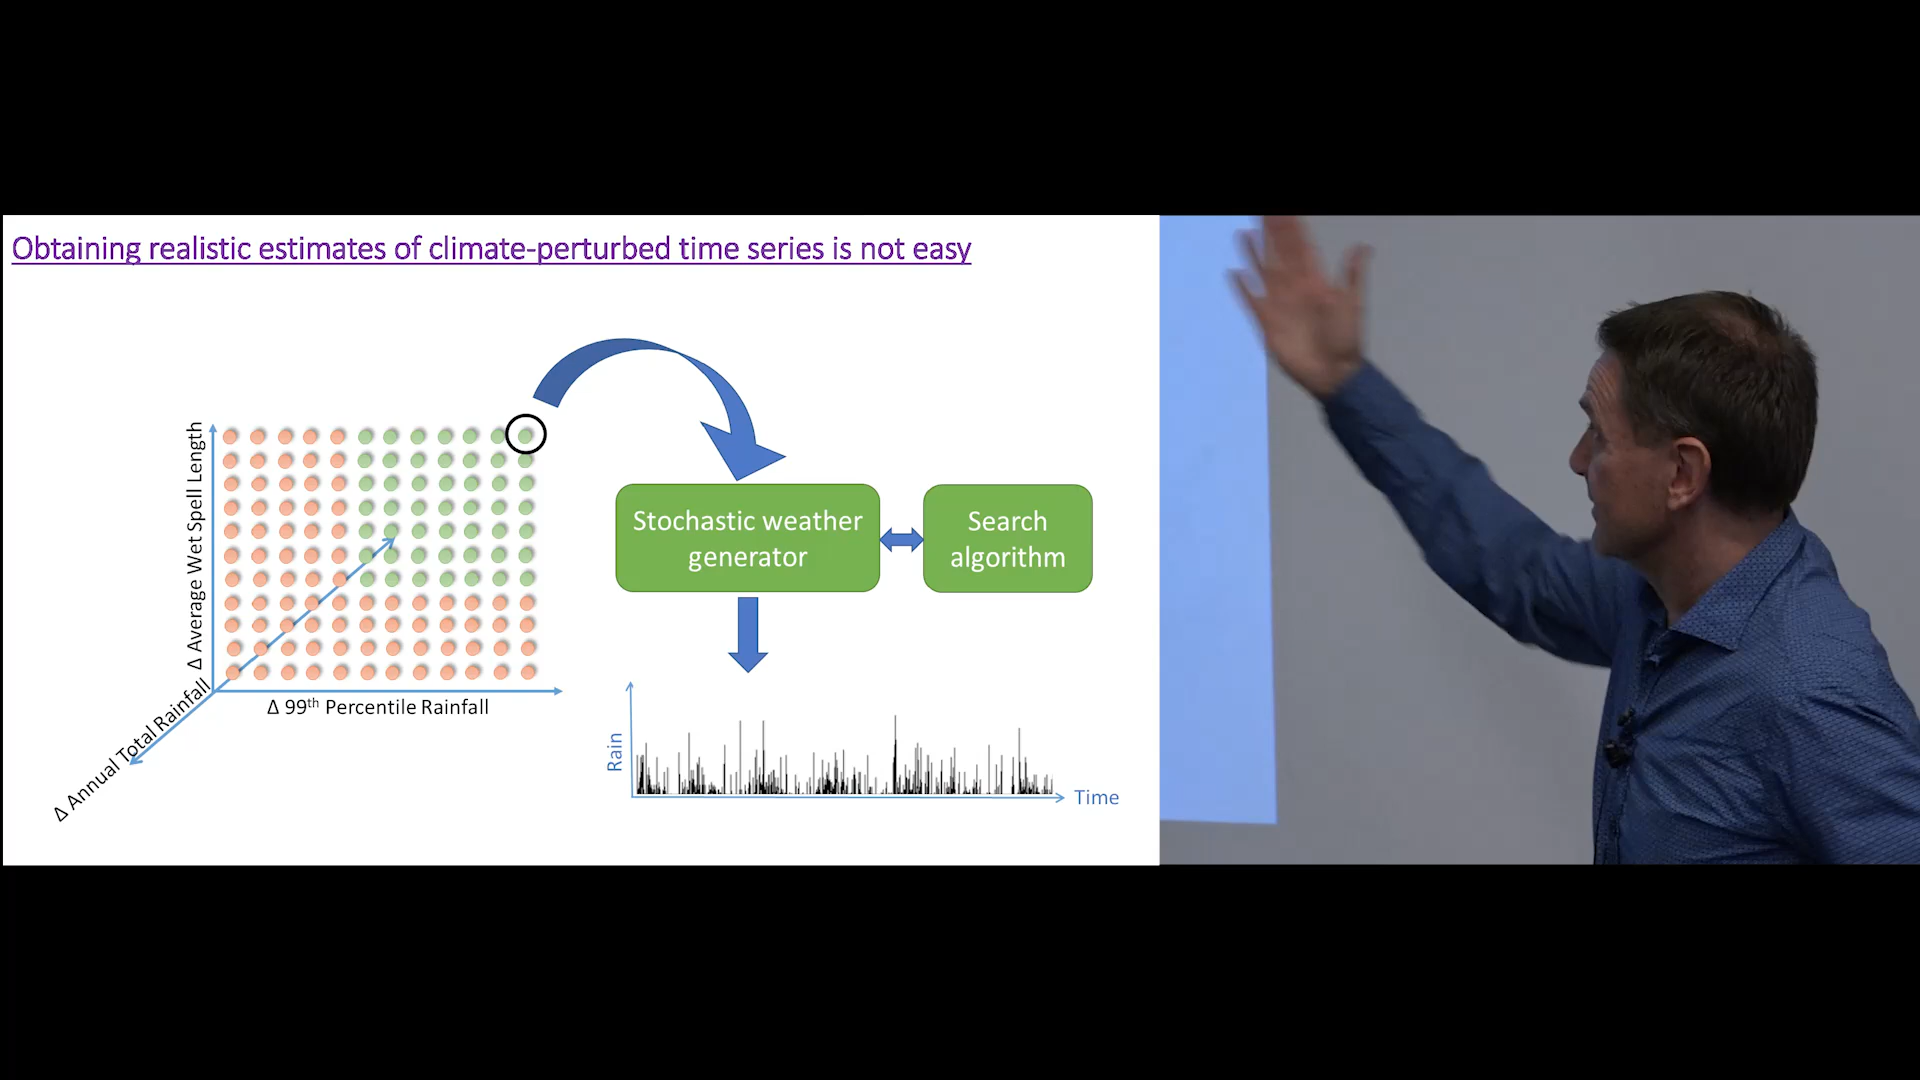 Obtaining realistic estimates of climate-perturbed time series is not easy
Δ Average Wet Spell Length
Δ 99th Percentile Rainfall
Δ Annual Total Rainfall
Stochastic weather
generator
Search
algorithm
Rain
Time